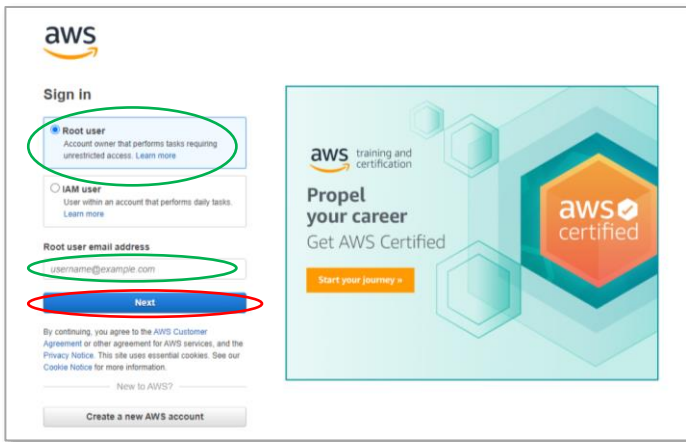 aws
Sign in
Root user
Account owner that performs tasks requiring
unrestricted access. Learn more
IAM user
User within an account that performs daily tasks.
Learn more
Root user email address
username@example.com
Next
By continuing, you agree to the AWS Customer
Agreement or other agreement for AWS services, and the
Privacy Notice. This site uses essential cookies. See our
Cookie Notice for more information.
New to AWS?
Create a new AWS account
aws training and
certification
Propel
your career
Get AWS Certified
Start your journey »
aws
certified